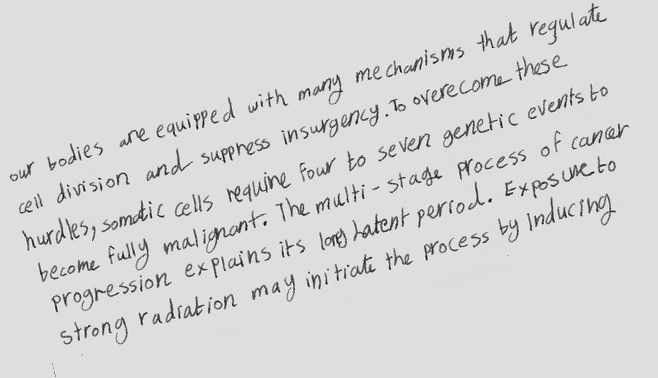 our bodies are equipped with many mechanisms that regulate
cell division and suppress insurgency. To overecome these
hurdles, somatic cells require four to seven genetic events to
become fully malignant. The multi-stage process of cancer
progression explains its long latent period. Exposure to
strong radiation may initiate the process by inducing